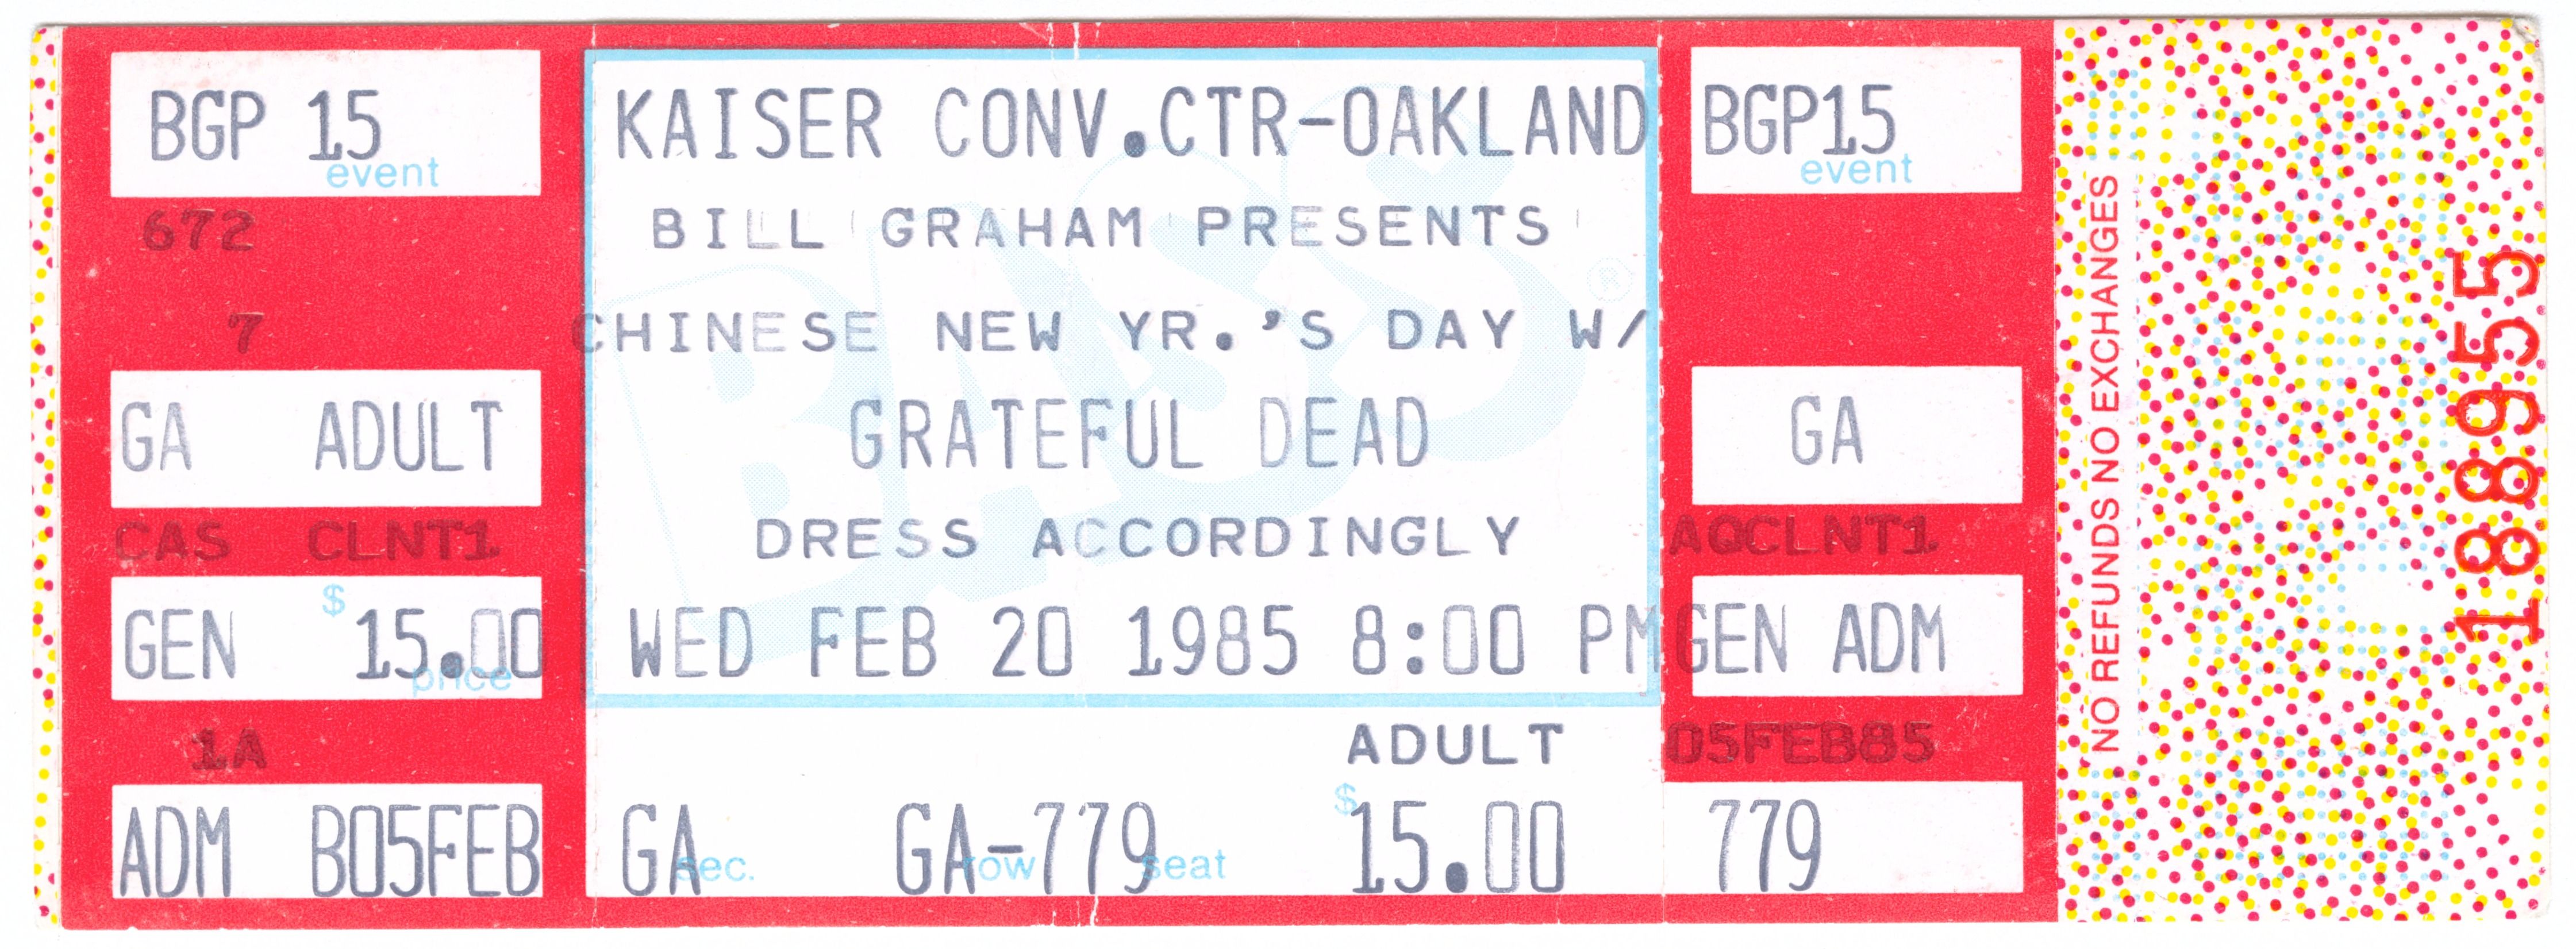 BGP 15
event
672
7
GA ADULT
CAS CLNT1
GEN $ 15.00
price
1A
ADM B05FEB
BASS ®
KAISER CONV.CTR-OAKLAND
BILL GRAHAM PRESENTS
CHINESE NEW YR.'S DAY W/
GRATEFUL DEAD
DRESS ACCORDINGLY
WED FEB 20 1985 8:00 PM
ADULT
GA GA-779 $ 15.00
sec. row seat
BGP15
event
GA
AQCLNT1
GEN ADM
05FEB85
779
NO REFUNDS NO EXCHANGES
188955